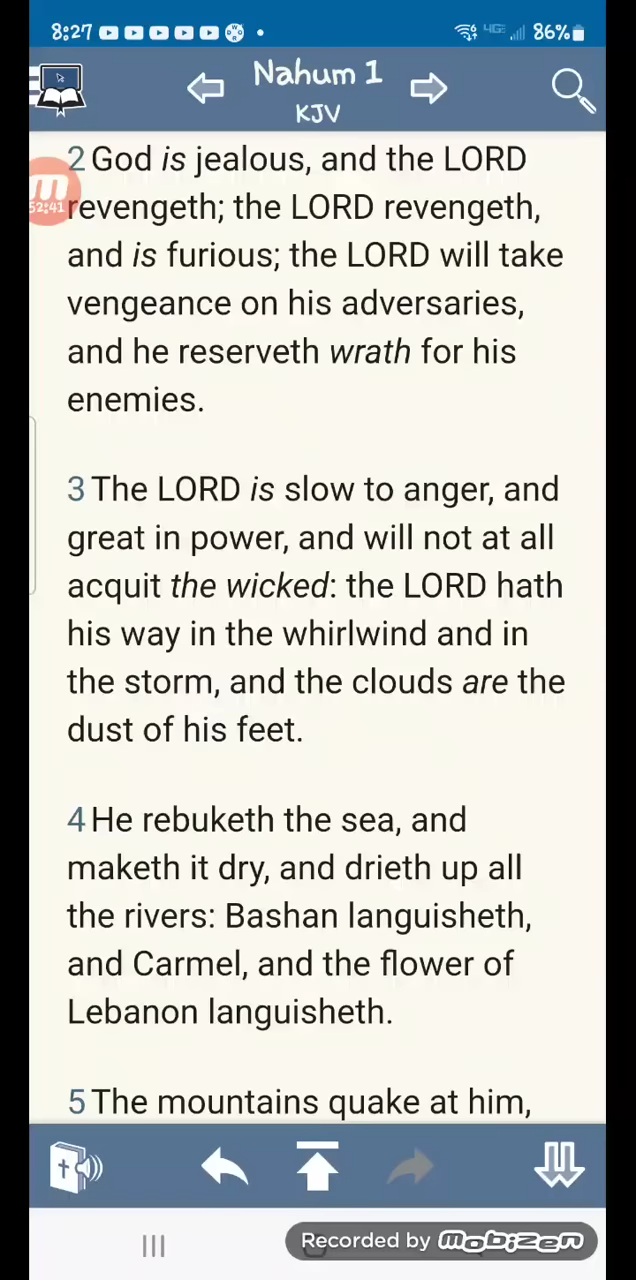 8:27 4GE 86%
Nahum 1
KJV
2 God is jealous, and the LORD
revengeth; the LORD revengeth,
52:41
and is furious; the LORD will take
vengeance on his adversaries,
and he reserveth wrath for his
enemies.
3 The LORD is slow to anger, and
great in power, and will not at all
acquit the wicked: the LORD hath
his way in the whirlwind and in
the storm, and the clouds are the
dust of his feet.
4 He rebuketh the sea, and
maketh it dry, and drieth up all
the rivers: Bashan languisheth,
and Carmel, and the flower of
Lebanon languisheth.
5 The mountains quake at him,
Recorded by mobizen